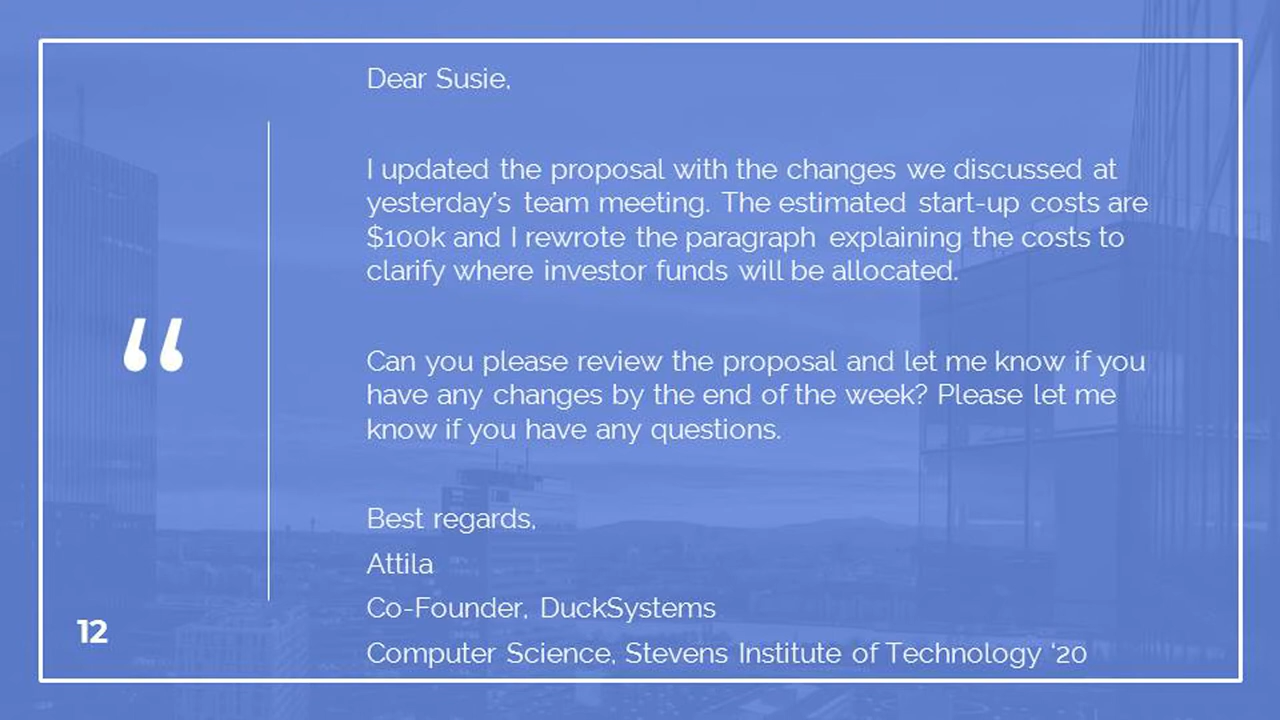 Dear Susie,
I updated the proposal with the changes we discussed at
yesterday’s team meeting. The estimated start-up costs are
$100k and I rewrote the paragraph explaining the costs to
clarify where investor funds will be allocated.
Can you please review the proposal and let me know if you
have any changes by the end of the week? Please let me
know if you have any questions.
“
Best regards,
Attila
Co-Founder, DuckSystems
Computer Science, Stevens Institute of Technology ‘20
12